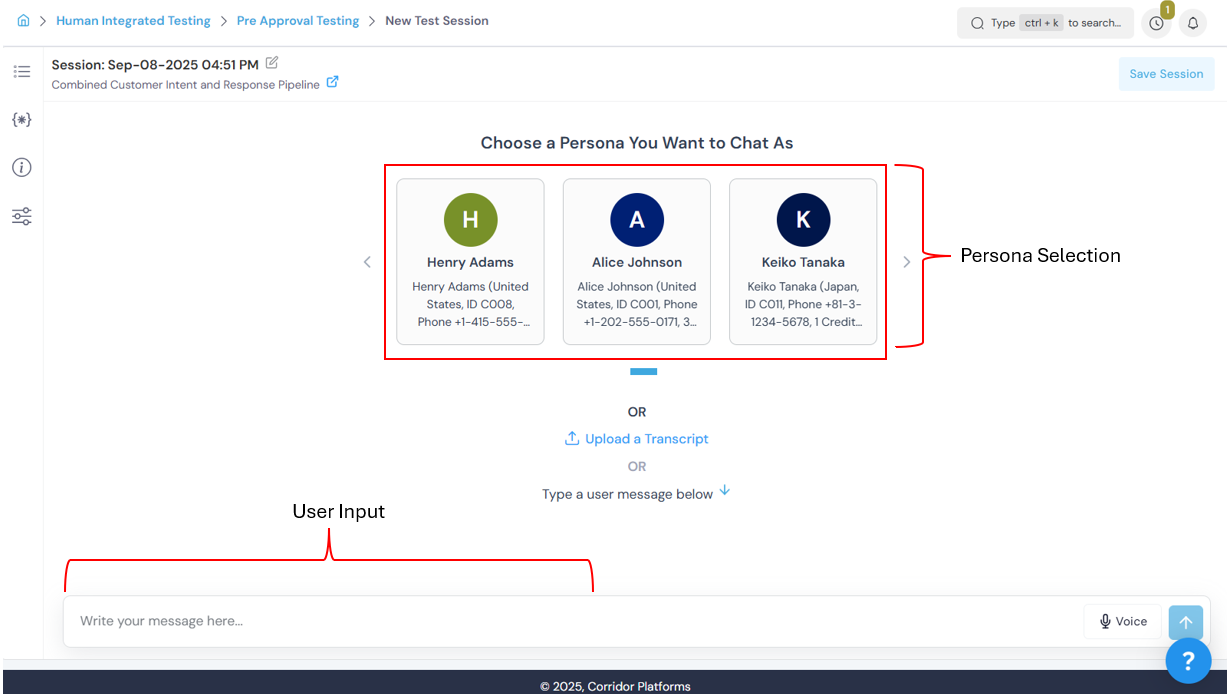 Human Integrated Testing > Pre Approval Testing > New Test Session
Type ctrl + k to search...
1
Session: Sep-08-2025 04:51 PM
Combined Customer Intent and Response Pipeline
Save Session
Choose a Persona You Want to Chat As
H
Henry Adams
Henry Adams (United
States, ID C008,
Phone +1-415-555-...
A
Alice Johnson
Alice Johnson (United
States, ID C001, Phone
+1-202-555-0171, 3...
K
Keiko Tanaka
Keiko Tanaka (Japan,
ID C011, Phone +81-3-
1234-5678, 1 Credit...
Persona Selection
OR
Upload a Transcript
OR
Type a user message below
User Input
Write your message here...
Voice
?
© 2025, Corridor Platforms